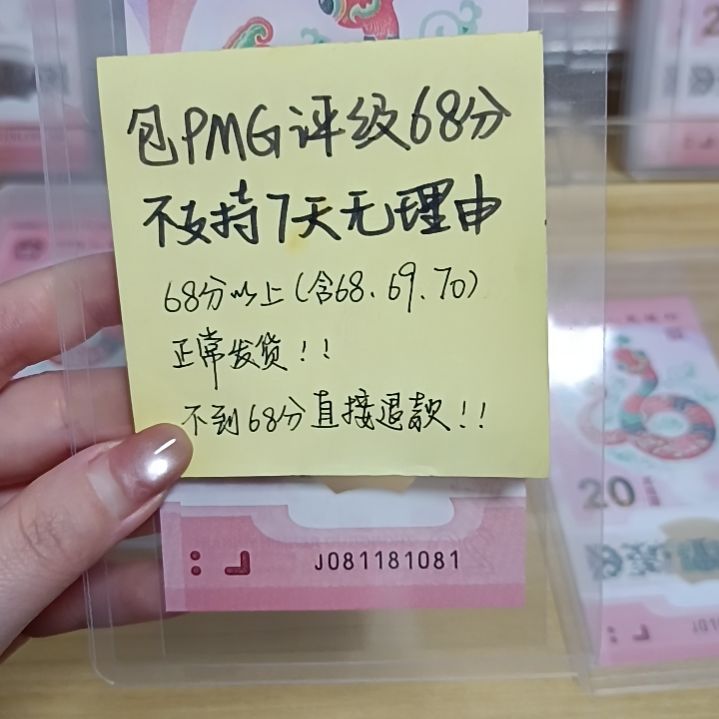 包PMG评级68分
不支持7天无理由
68分以上(含68、69、70)
正常发货!!
不到68分直接退款!!
J081181081
20